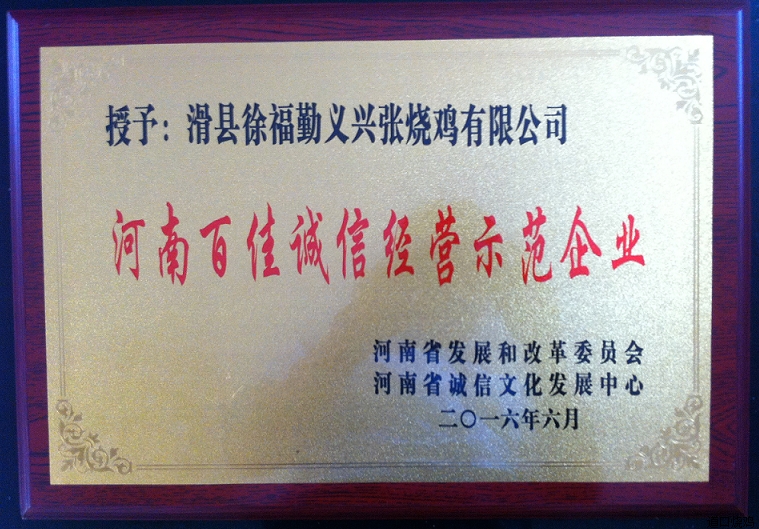 授予：滑县徐福勤义兴张烧鸡有限公司
河南百佳诚信经营示范企业
河南省发展和改革委员会
河南省诚信文化发展中心
二〇一六年六月